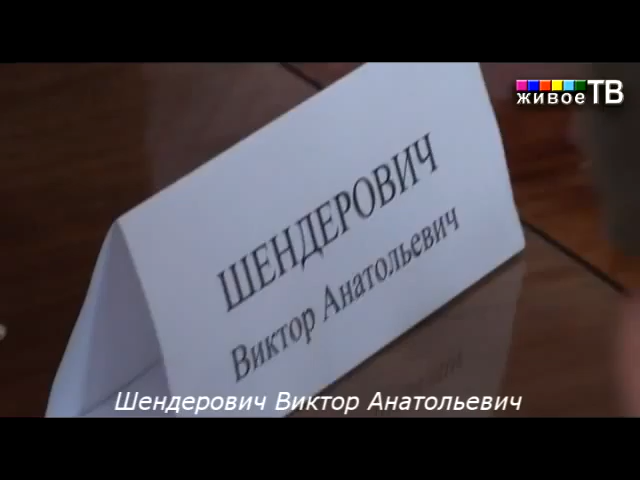 живоеТВ
ШЕНДЕРОВИЧ
Виктор Анатольевич
Шендерович Виктор Анатольевич